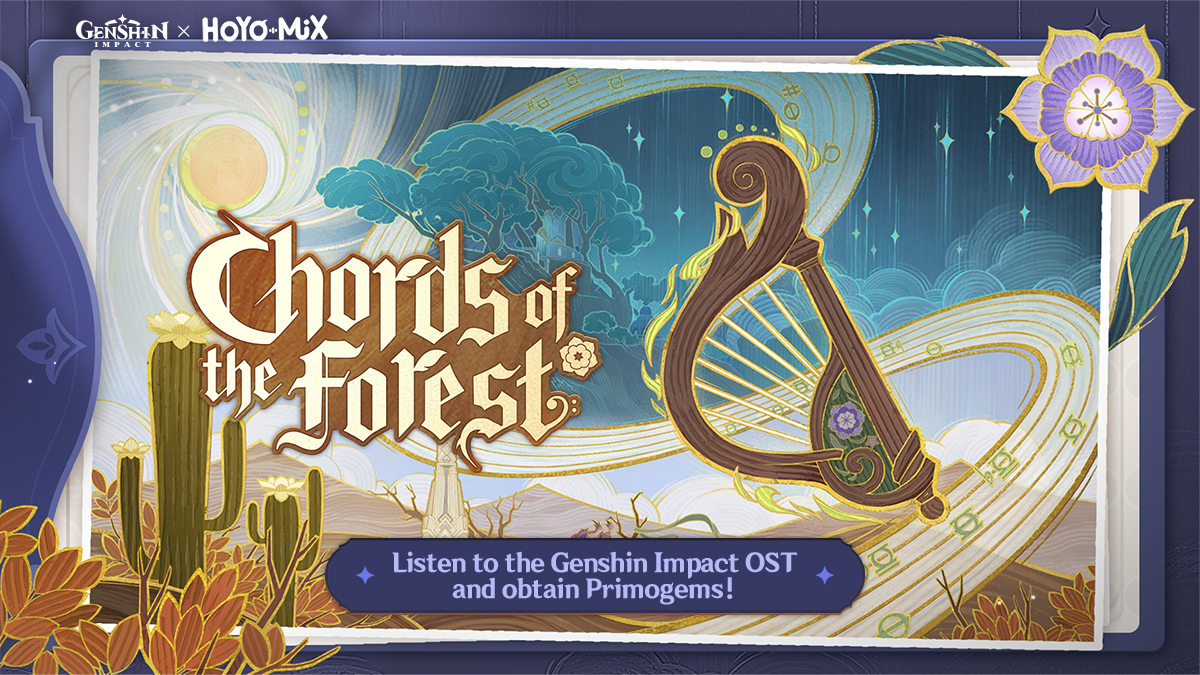 GENSHIN IMPACT × HOYO-MiX
Chords of
the Forest
Listen to the Genshin Impact OST
and obtain Primogems!